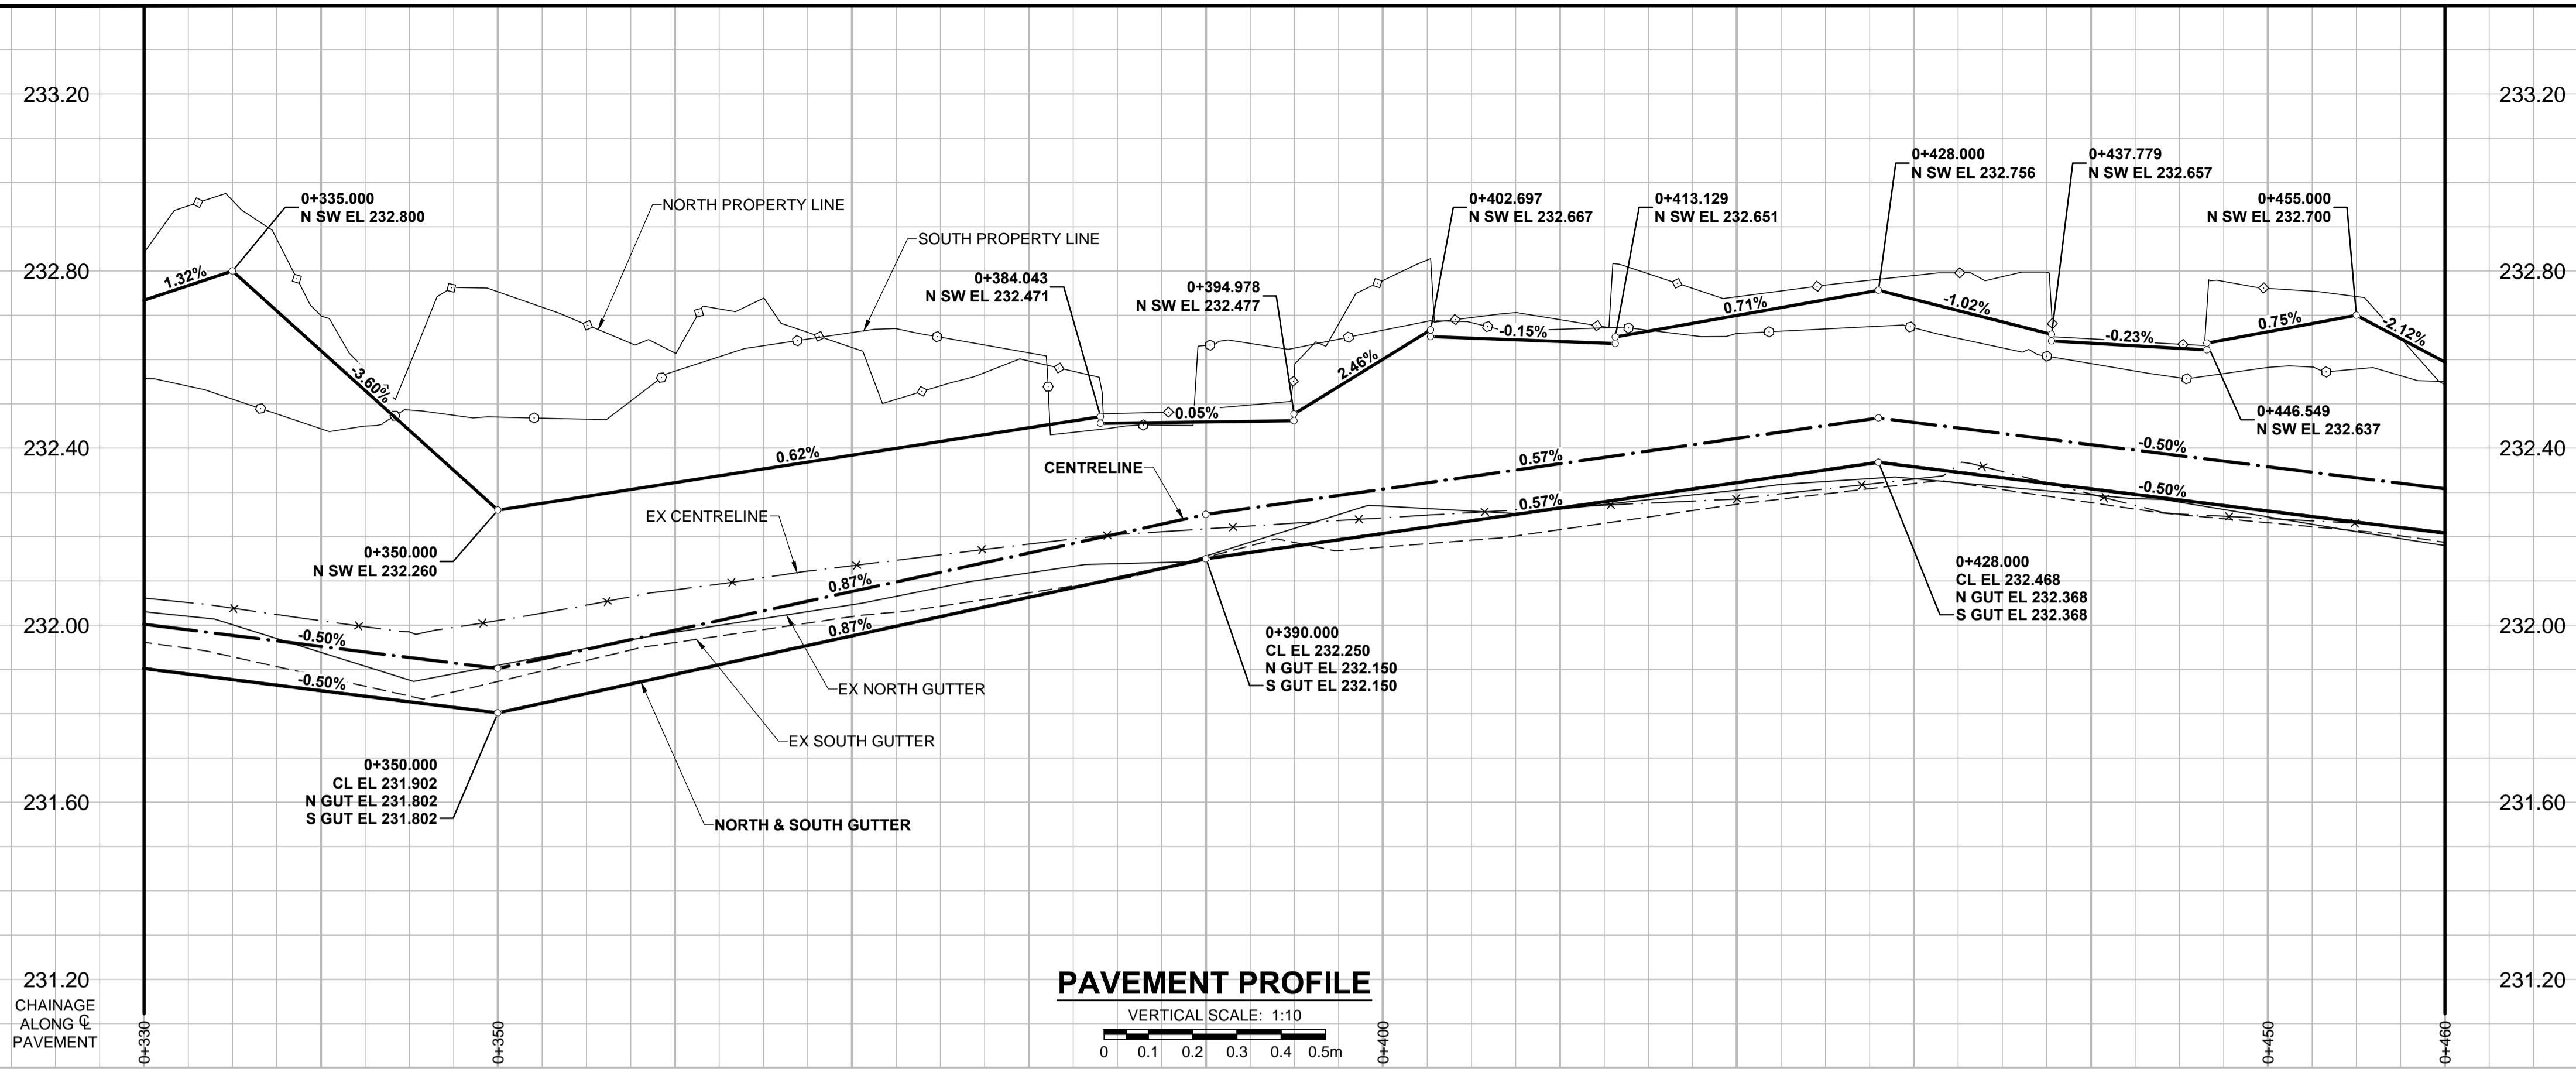 233.20
233.20
0+428.000
N SW EL 232.756
0+437.779
N SW EL 232.657
0+335.000
N SW EL 232.800
NORTH PROPERTY LINE
0+402.697
N SW EL 232.667
0+413.129
N SW EL 232.651
0+455.000
N SW EL 232.700
SOUTH PROPERTY LINE
232.80
232.80
0+384.043
N SW EL 232.471
0+394.978
N SW EL 232.477
1.32%
-3.60%
0.62%
0.05%
2.46%
-0.15%
0.71%
-1.02%
-0.23%
0.75%
-2.12%
0+446.549
N SW EL 232.637
232.40
232.40
CENTRELINE
0.57%
-0.50%
0.57%
-0.50%
EX CENTRELINE
0+350.000
N SW EL 232.260
0.87%
0.87%
0+428.000
CL EL 232.468
N GUT EL 232.368
S GUT EL 232.368
232.00
232.00
-0.50%
-0.50%
0+390.000
CL EL 232.250
N GUT EL 232.150
S GUT EL 232.150
EX NORTH GUTTER
EX SOUTH GUTTER
0+350.000
CL EL 231.902
N GUT EL 231.802
S GUT EL 231.802
NORTH & SOUTH GUTTER
231.60
231.60
231.20
231.20
PAVEMENT PROFILE
VERTICAL SCALE: 1:10
0 0.1 0.2 0.3 0.4 0.5m
CHAINAGE
ALONG ℄
PAVEMENT
0+330
0+350
0+400
0+450
0+460